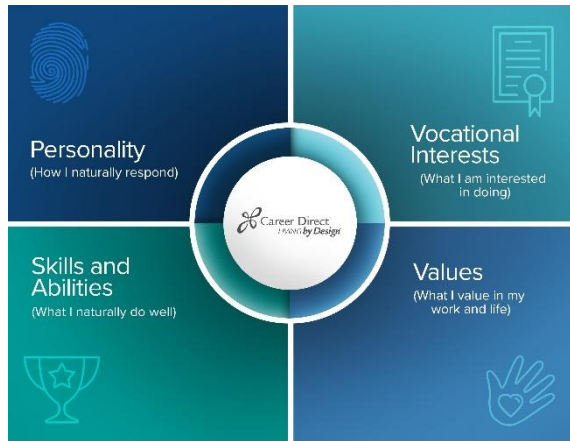 Personality
(How I naturally respond)
Vocational
Interests
(What I am interested
in doing)
Career Direct
LIVING by Design
Skills and
Abilities
(What I naturally do well)
Values
(What I value in my
work and life)